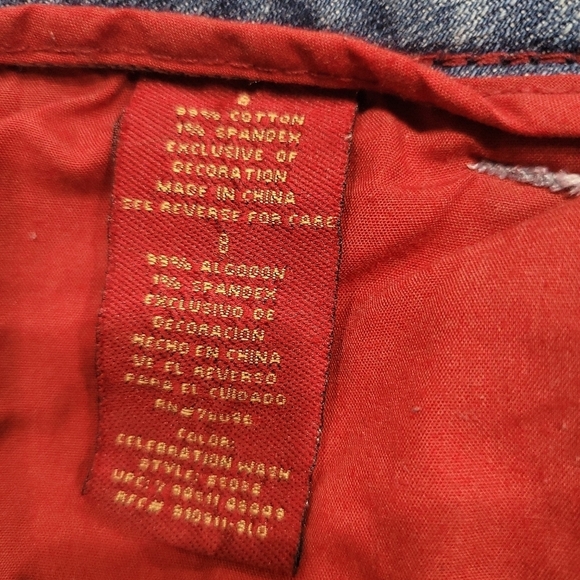 8
99% COTTON
1% SPANDEX
EXCLUSIVE OF
DECORATION
MADE IN CHINA
SEE REVERSE FOR CARE
8
99% ALGODON
1% SPANDEX
EXCLUSIVO DE
DECORACION
HECHO EN CHINA
VE EL REVERSO
PARA EL CUIDADO
COLOR:
CELEBRATION WASH